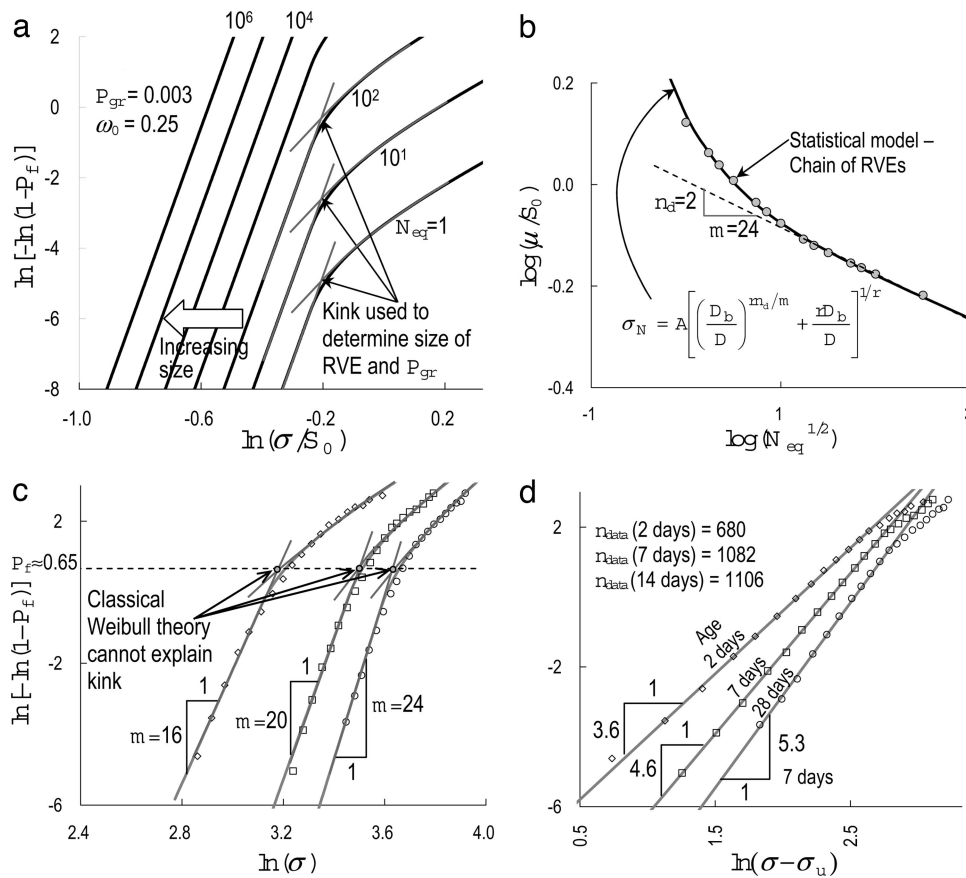 a
2
0
-2
-4
-6
-8
ln [-ln (1-P_f)]
-1.0
-0.6
-0.2
0.2
ln (σ/S_0)
10^6
10^4
10^2
10^1
N_eq=1
P_gr = 0.003
ω_0 = 0.25
Increasing
size
Kink used to
determine size of
RVE and P_gr
b
0.2
0.0
-0.2
-0.4
log(μ/S_0)
-1
1
3
log(N_eq^1/2)
Statistical model –
Chain of RVEs
n_d=2
m=24
σ_N = A[(D_b/D)^m_d/m + rD_b/D]^1/r
c
P_f≈0.65
2
-2
-6
ln [-ln (1-P_f)]
2.4
2.8
3.2
3.6
4.0
ln (σ)
Classical
Weibull theory
cannot explain
kink
1
m=16
1
m=20
m=24
1
d
2
-2
-6
0.5
1.5
2.5
ln(σ-σ_u)
n_data (2 days) = 680
n_data (7 days) = 1082
n_data (14 days) = 1106
Age
2 days
7 days
28 days
1
3.6
1
4.6
5.3
1
7 days